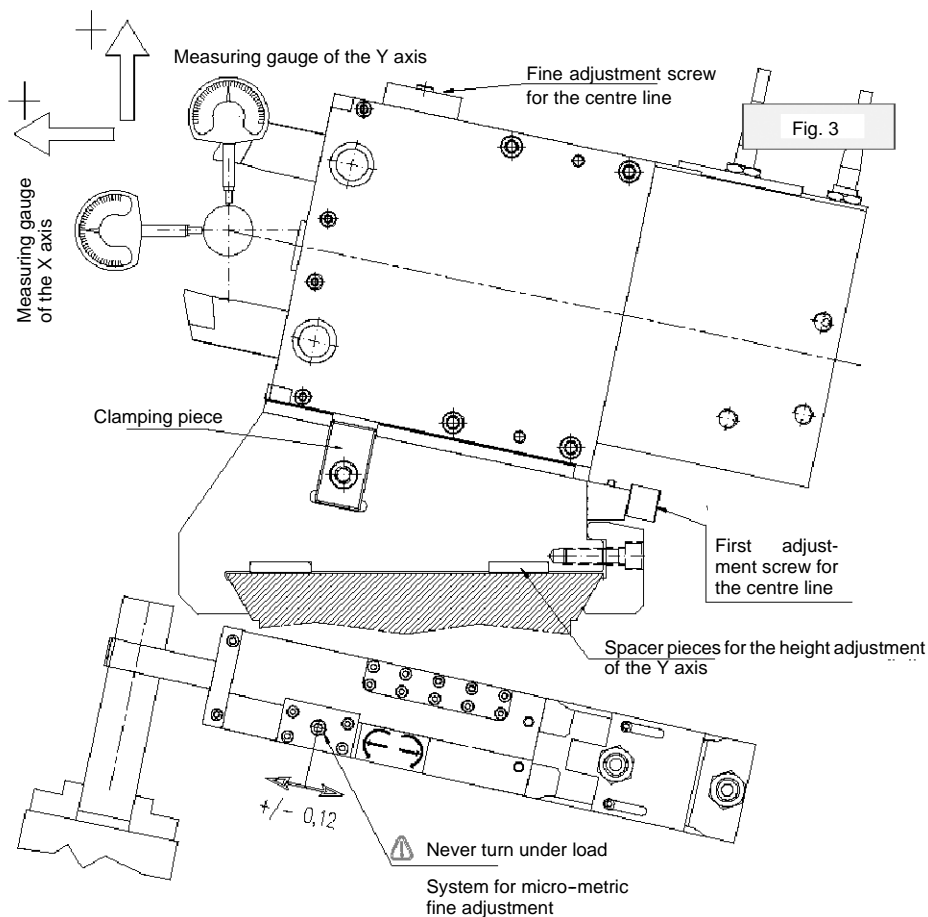 Measuring gauge of the Y axis
Fine adjustment screw
for the centre line
Fig. 3
Measuring gauge
of the X axis
Clamping piece
First adjust-
ment screw for
the centre line
Spacer pieces for the height adjustment
of the Y axis
+/- 0,12
Never turn under load
System for micro-metric
fine adjustment